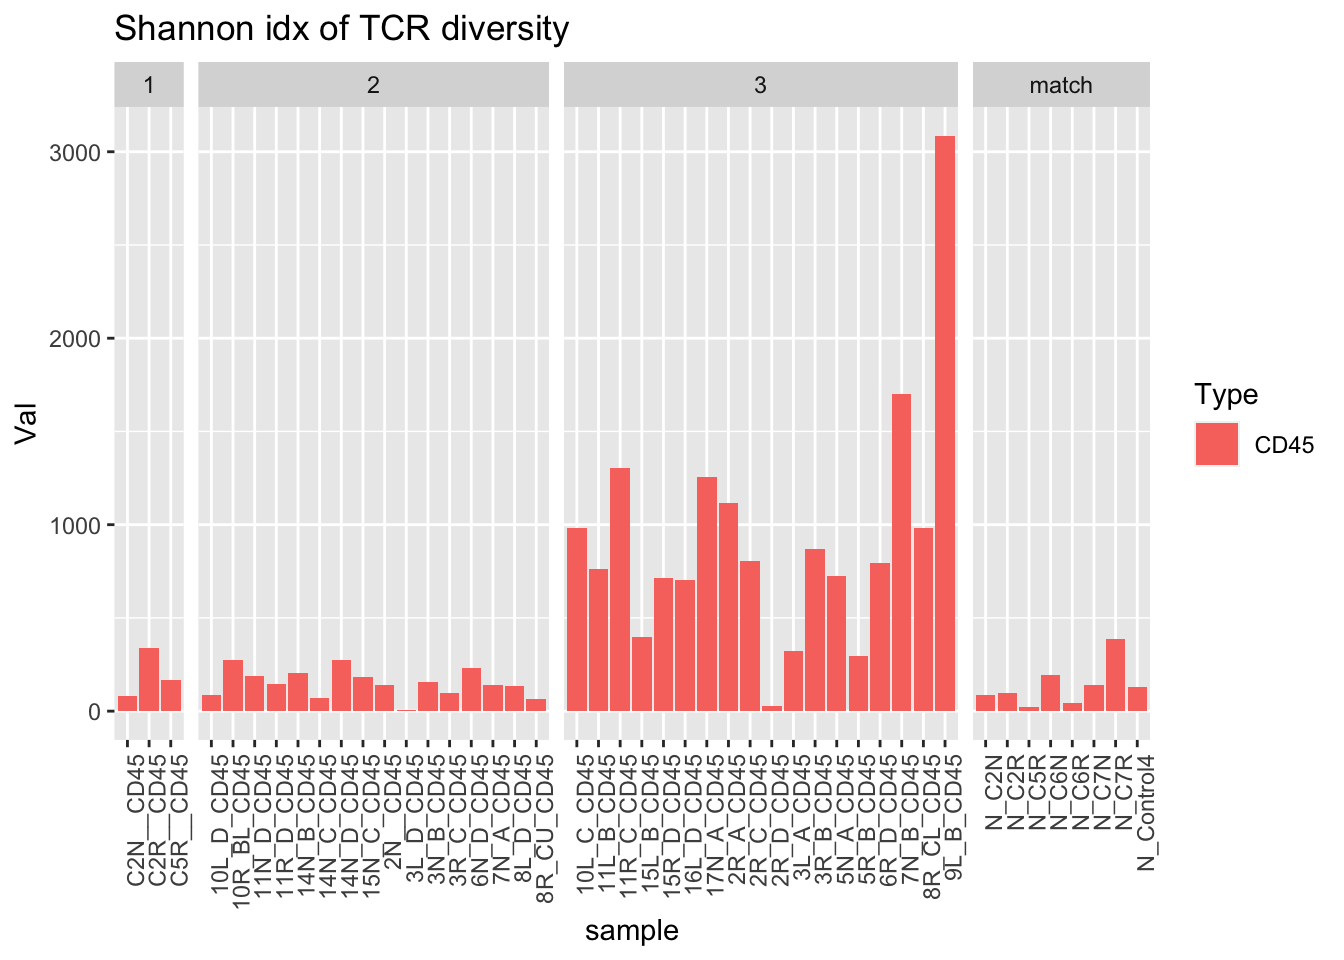 Shannon idx of TCR diversity
1
2
3
match
3000
2000
1000
0
Val
C2N__CD45
C2R__CD45
C5R__CD45
10L_D_CD45
10R_BL_CD45
11N_D_CD45
11R_D_CD45
14N_B_CD45
14N_C_CD45
14N_D_CD45
15N_C_CD45
2N__CD45
3L_D_CD45
3N_B_CD45
3R_C_CD45
6N_D_CD45
7N_A_CD45
8L_D_CD45
8R_CU_CD45
10L_C_CD45
11L_B_CD45
11R_C_CD45
15L_B_CD45
15R_D_CD45
16L_D_CD45
17N_A_CD45
2R_A_CD45
2R_C_CD45
2R_D_CD45
3L_A_CD45
3R_B_CD45
5N_A_CD45
5R_B_CD45
6R_D_CD45
7N_B_CD45
8R_CL_CD45
9L_B_CD45
N_C2N
N_C2R
N_C5R
N_C6N
N_C6R
N_C7N
N_C7R
N_Control4
sample
Type
CD45